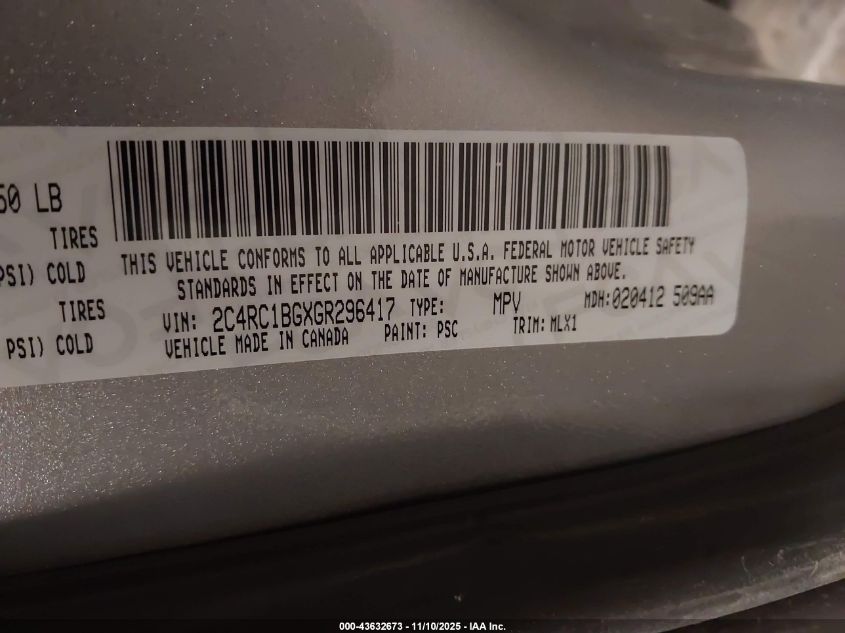 50 LB
TIRES
PSI) COLD
TIRES
PSI) COLD
THIS VEHICLE CONFORMS TO ALL APPLICABLE U.S.A. FEDERAL MOTOR VEHICLE SAFETY
STANDARDS IN EFFECT ON THE DATE OF MANUFACTURE SHOWN ABOVE.
VIN: 2C4RC1BGXGR296417 TYPE: MPV MDH:020412 509AA
VEHICLE MADE IN CANADA PAINT: PSC TRIM: MLX1
000-43632673 - 11/10/2025 - IAA Inc.